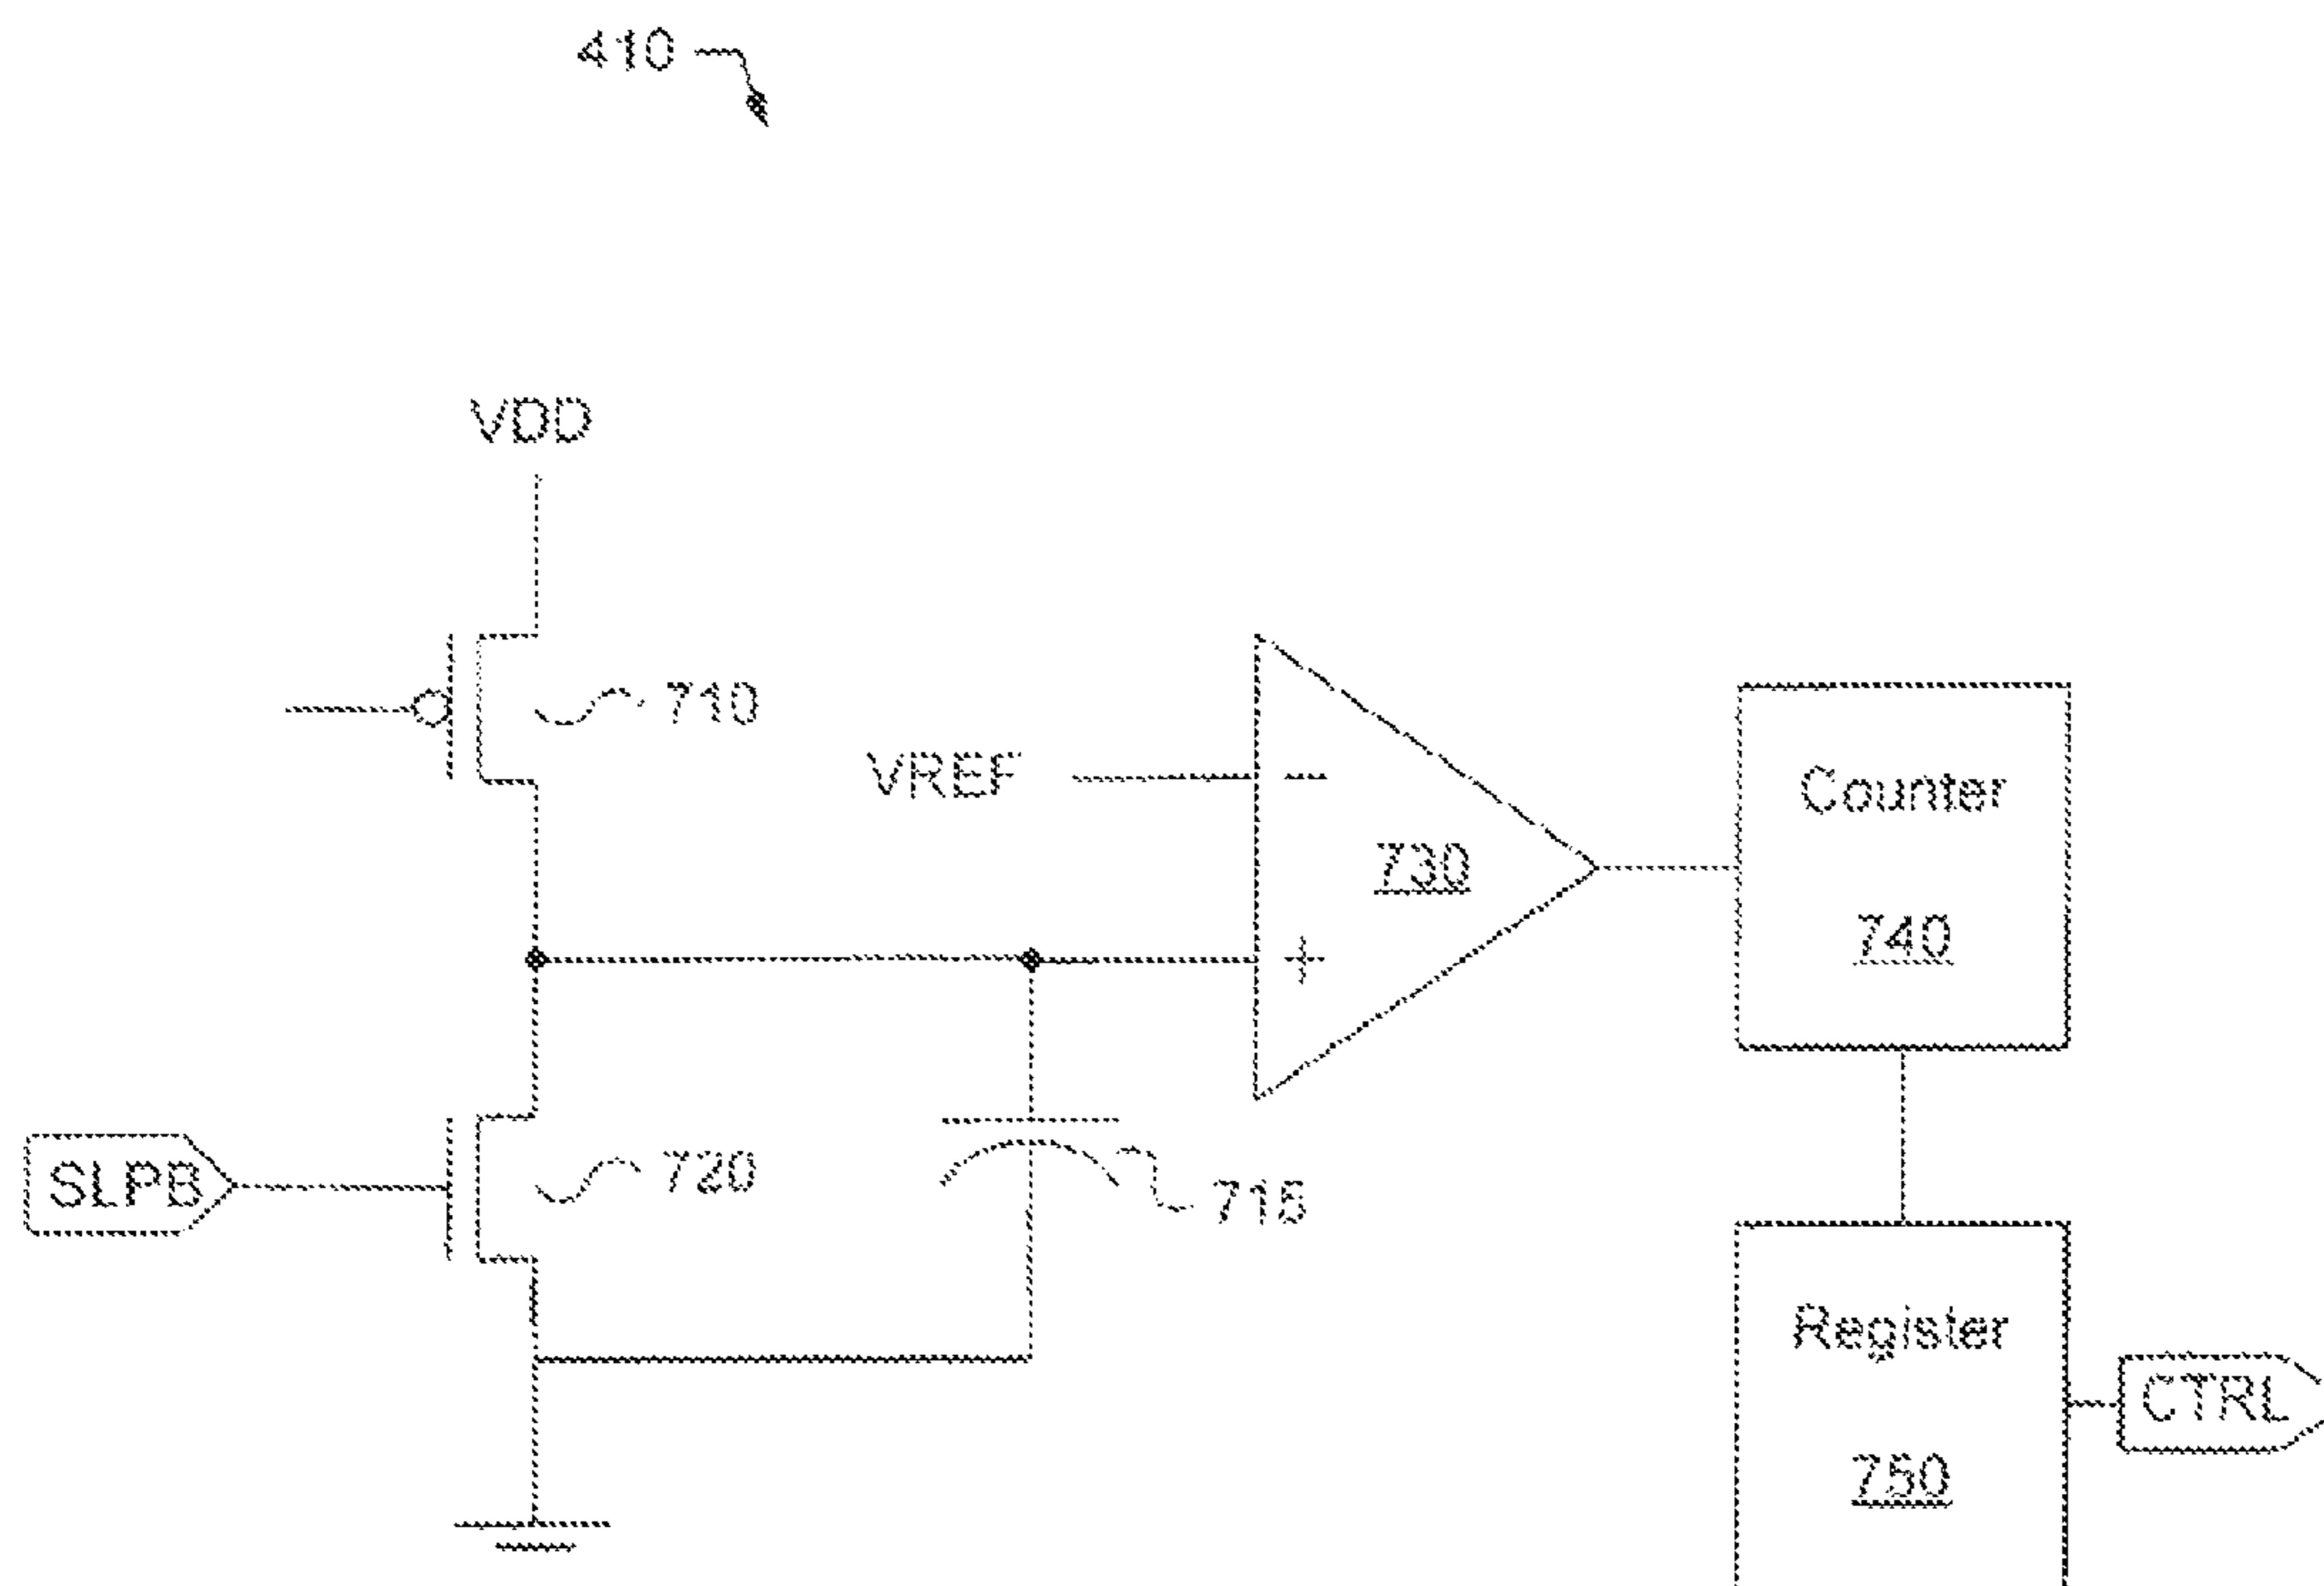 410
VDD
710
VREF
-
730
+
Counter
740
SLPB
720
715
Register
750
CTRL